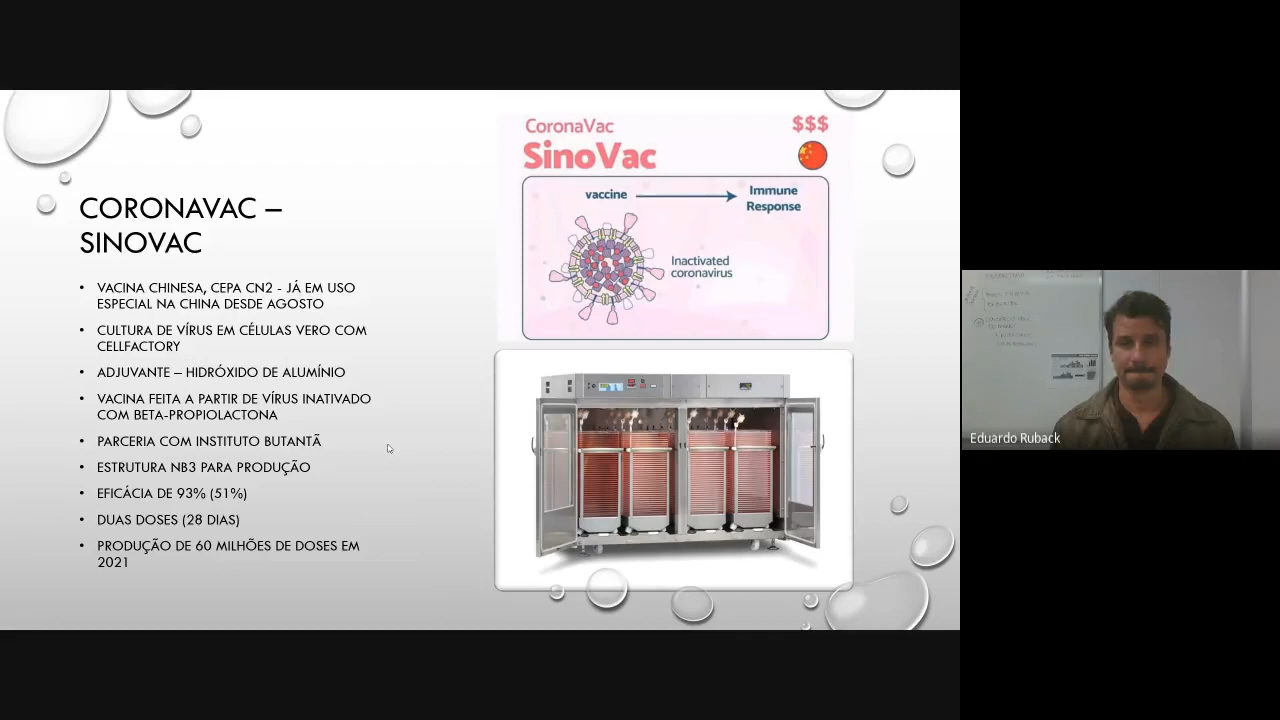 CORONAVAC –
SINOVAC
• VACINA CHINESA, CEPA CN2 - JÁ EM USO
ESPECIAL NA CHINA DESDE AGOSTO
• CULTURA DE VÍRUS EM CÉLULAS VERO COM
CELLFACTORY
• ADJUVANTE – HIDRÓXIDO DE ALUMÍNIO
• VACINA FEITA A PARTIR DE VÍRUS INATIVADO
COM BETA-PROPIOLACTONA
• PARCERIA COM INSTITUTO BUTANTÃ
• ESTRUTURA NB3 PARA PRODUÇÃO
• EFICÁCIA DE 93% (51%)
• DUAS DOSES (28 DIAS)
• PRODUÇÃO DE 60 MILHÕES DE DOSES EM
2021
CoronaVac
$$$
SinoVac
vaccine
Immune
Response
Inactivated
coronavirus
Eduardo Ruback